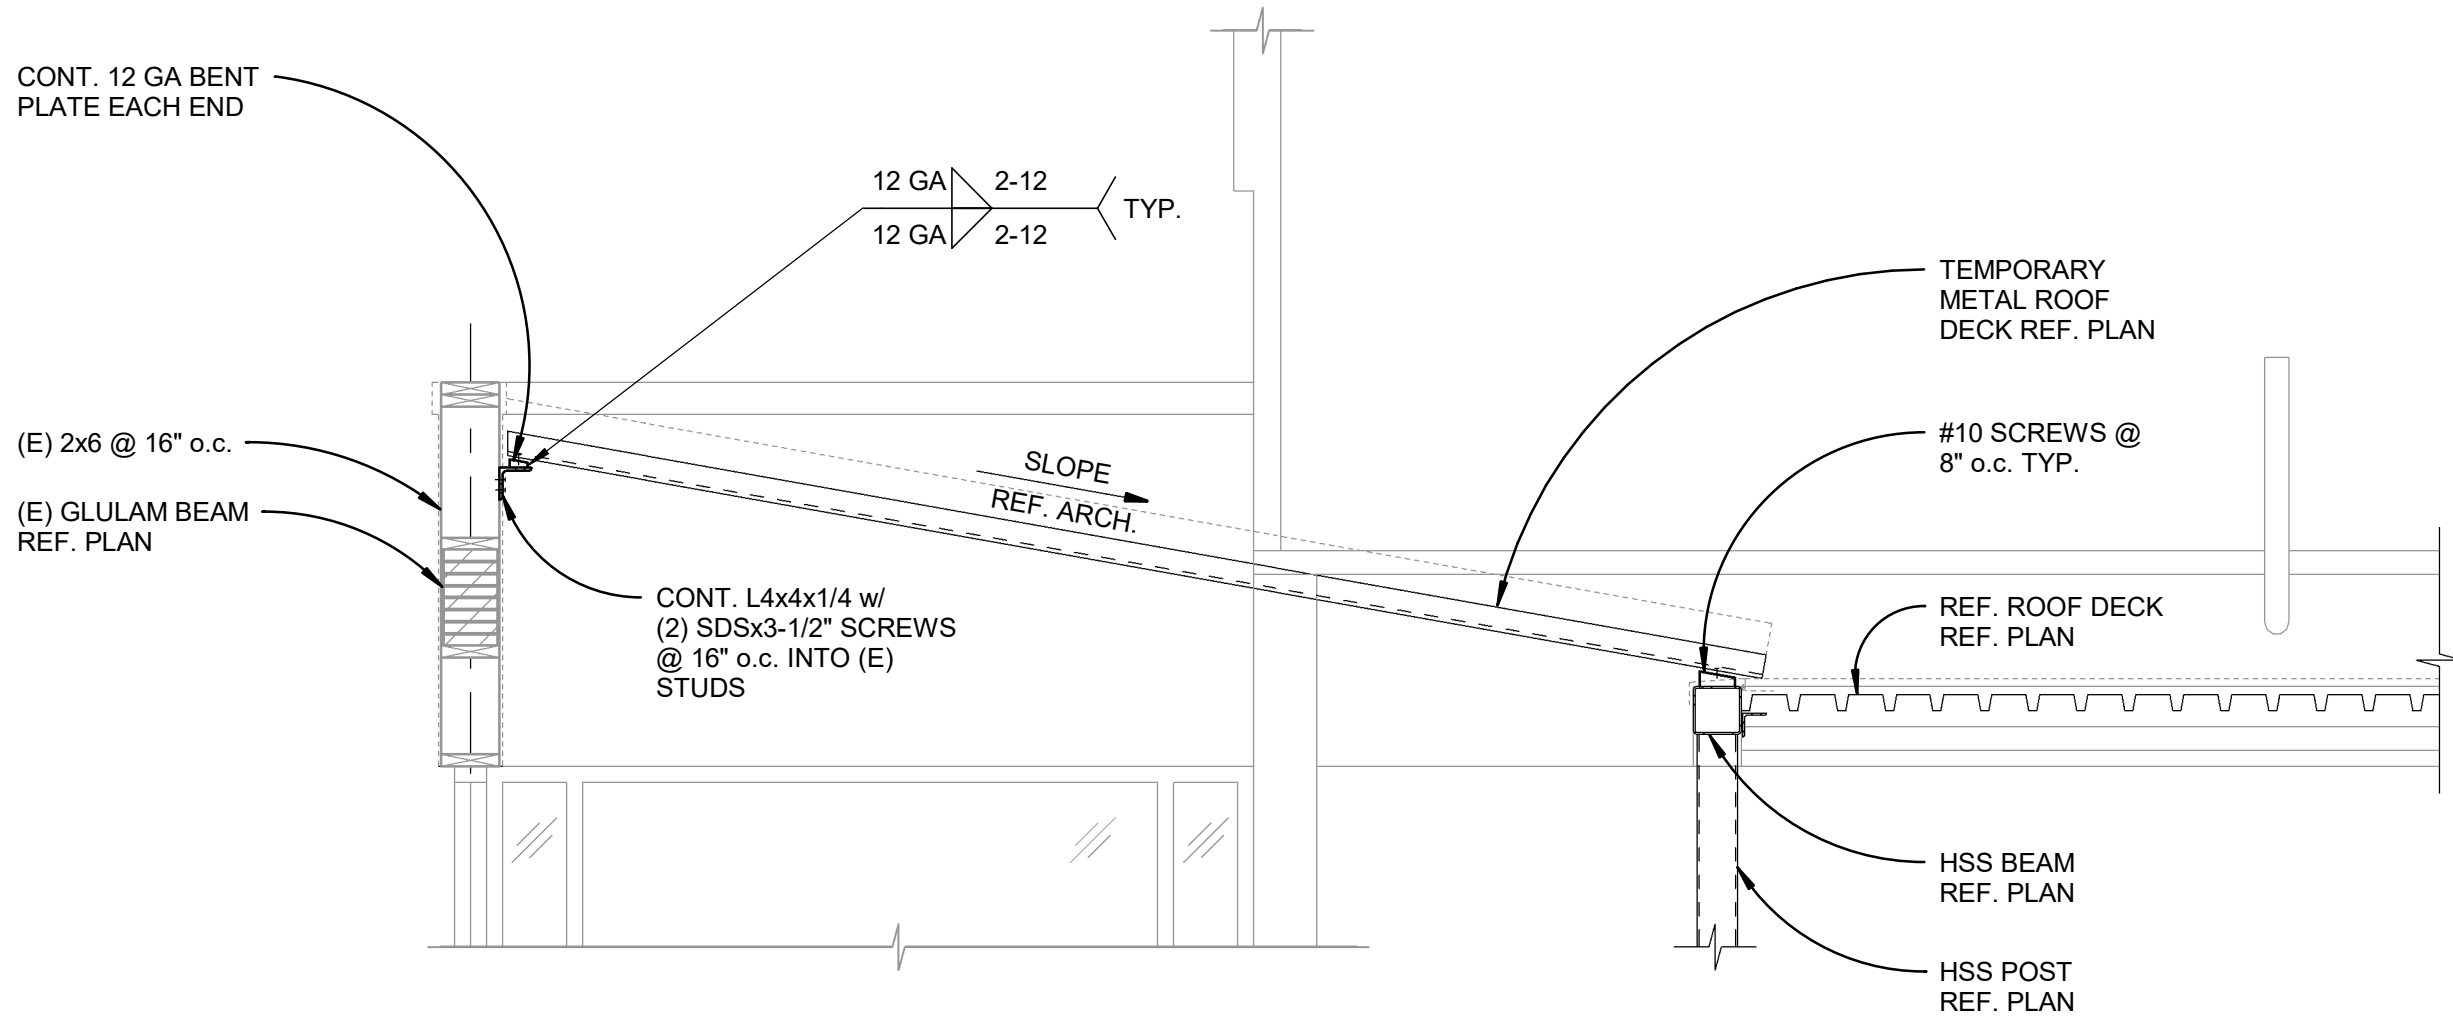 CONT. 12 GA BENT
PLATE EACH END
12 GA 2-12
TYP.
12 GA 2-12
TEMPORARY
METAL ROOF
DECK REF. PLAN
#10 SCREWS @
8" o.c. TYP.
(E) 2x6 @ 16" o.c.
(E) GLULAM BEAM
REF. PLAN
SLOPE
REF. ARCH.
CONT. L4x4x1/4 w/
(2) SDSx3-1/2" SCREWS
@ 16" o.c. INTO (E)
STUDS
REF. ROOF DECK
REF. PLAN
HSS BEAM
REF. PLAN
HSS POST
REF. PLAN